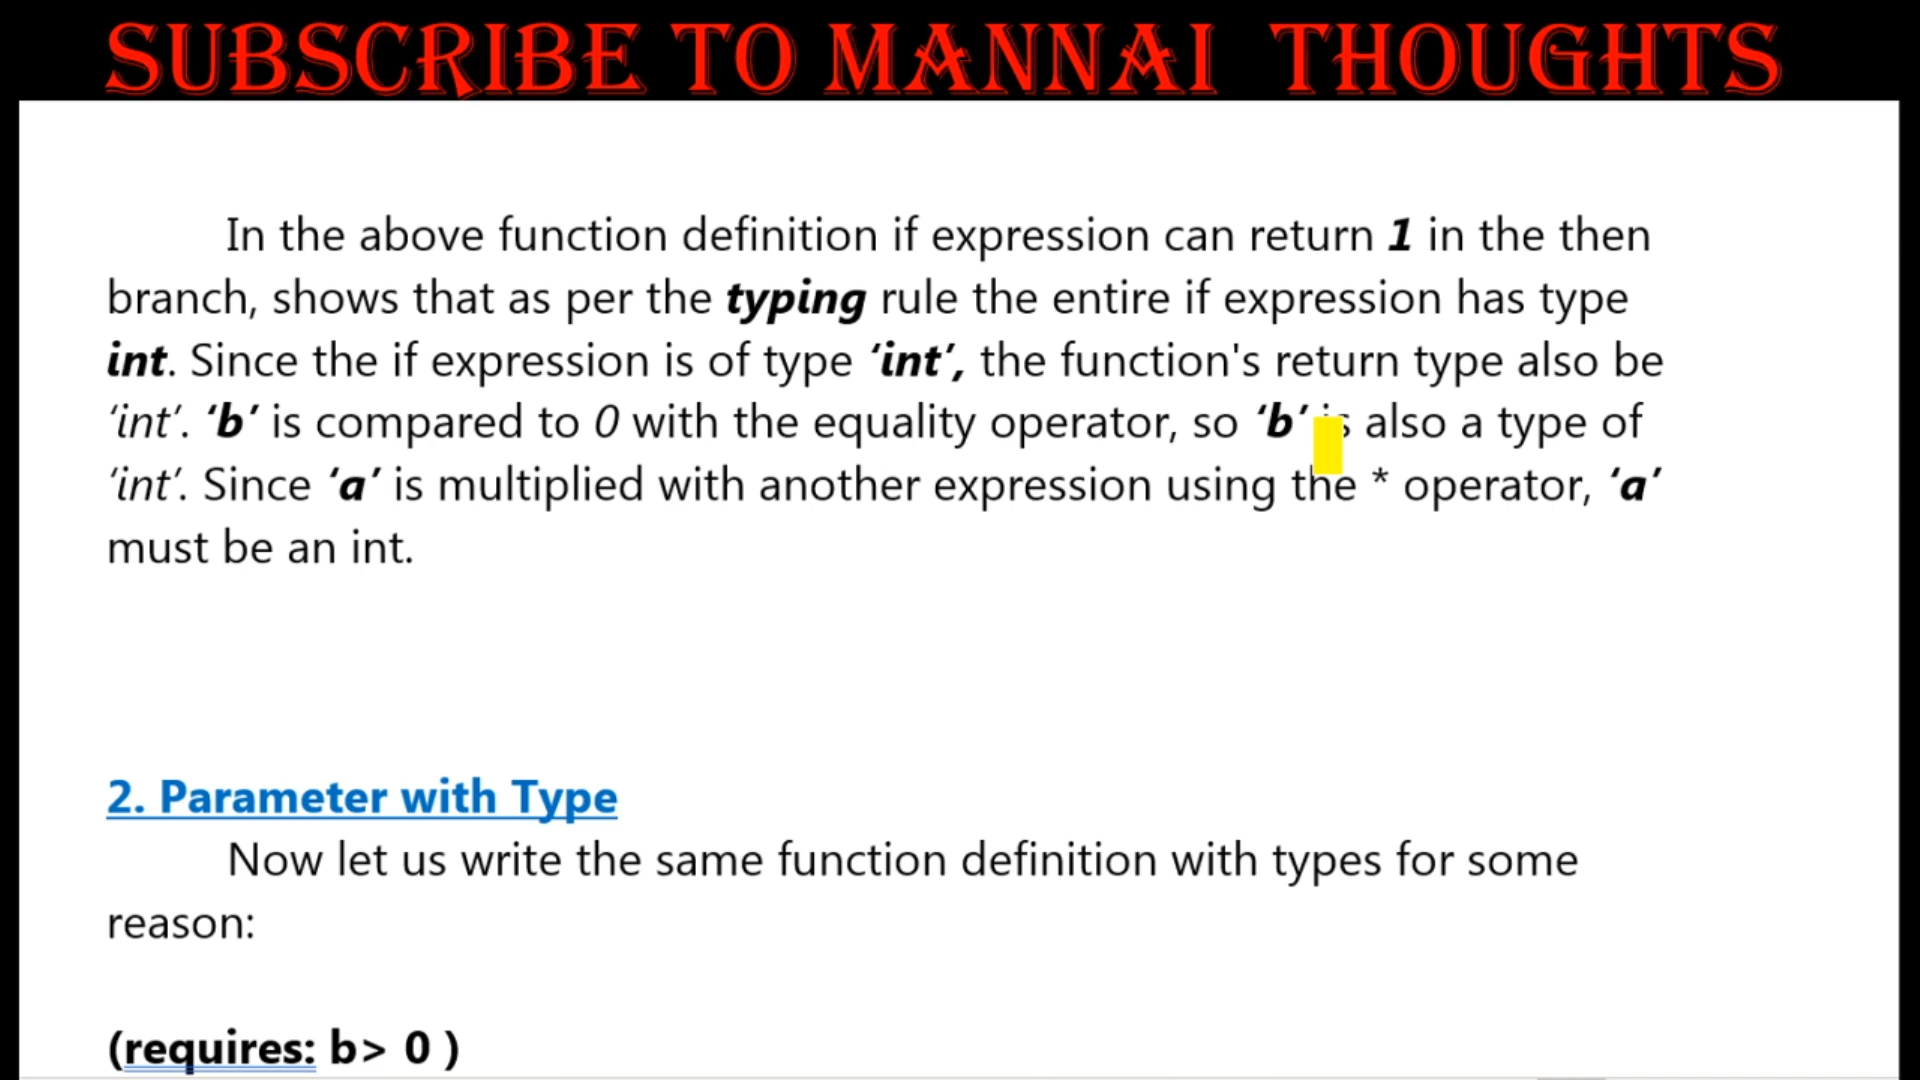 SUBSCRIBE TO MANNAI THOUGHTS
In the above function definition if expression can return 1 in the then
branch, shows that as per the typing rule the entire if expression has type
int. Since the if expression is of type ‘int’, the function's return type also be
‘int’. ‘b’ is compared to 0 with the equality operator, so ‘b’ is also a type of
‘int’. Since ‘a’ is multiplied with another expression using the * operator, ‘a’
must be an int.
2. Parameter with Type
Now let us write the same function definition with types for some
reason:
(requires: b> 0 )